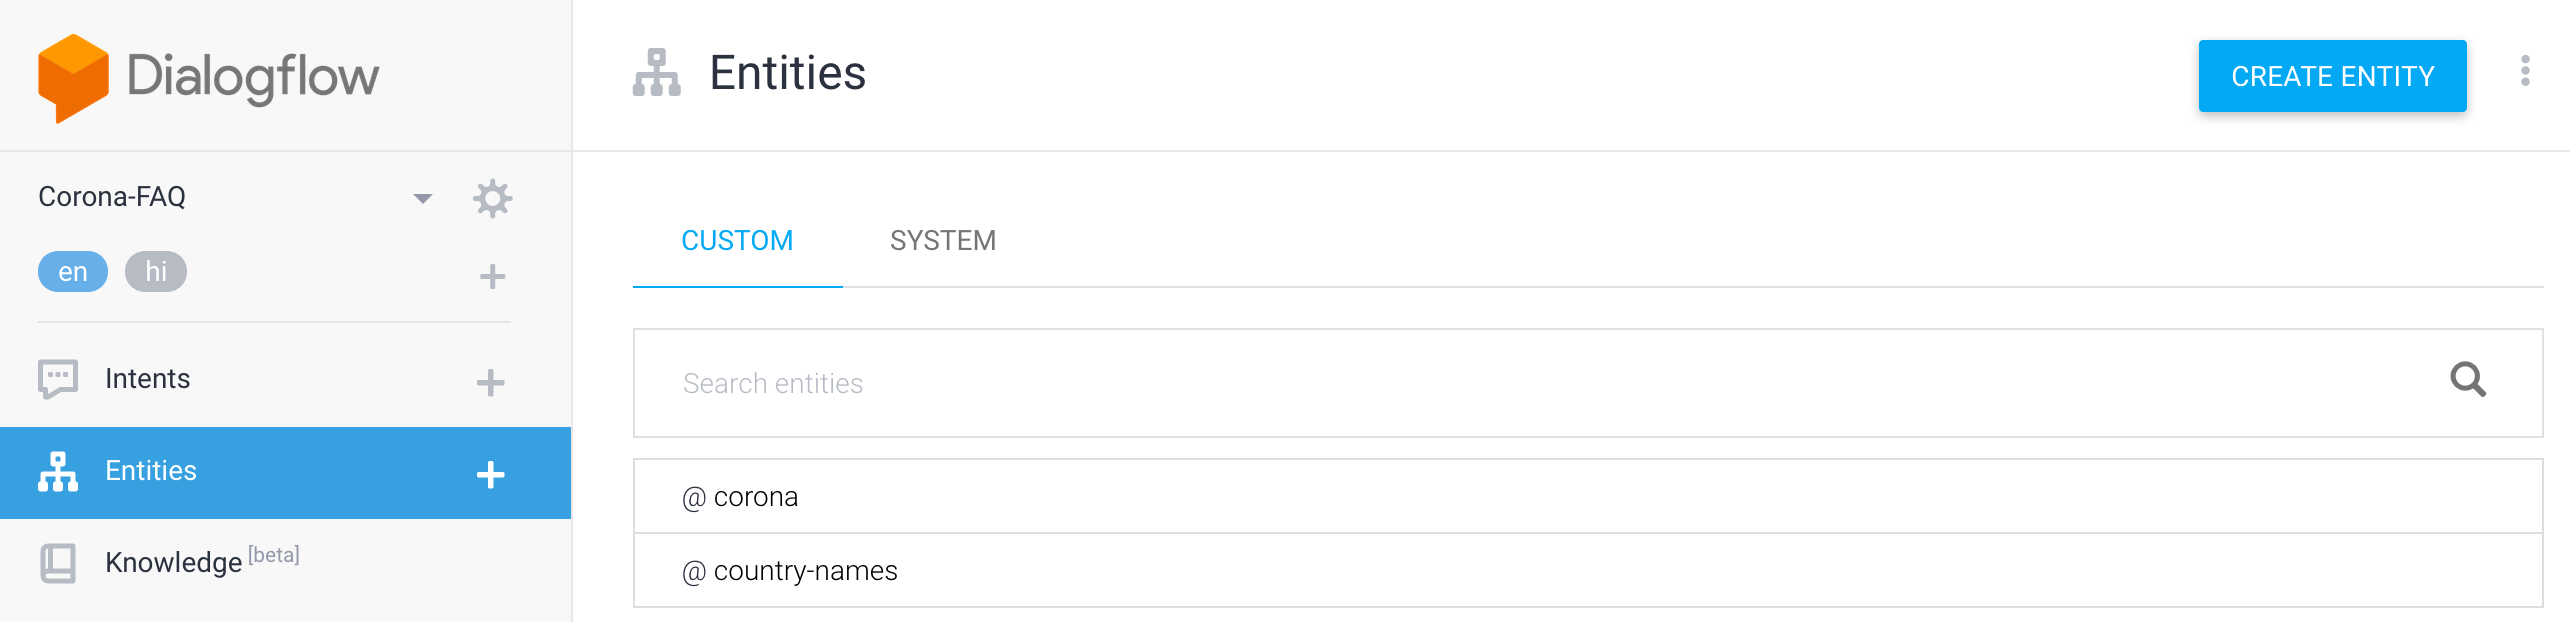 Dialogflow
Corona-FAQ
en hi
Intents
Entities
Knowledge [beta]
Entities
CREATE ENTITY
CUSTOM SYSTEM
Search entities
@ corona
@ country-names